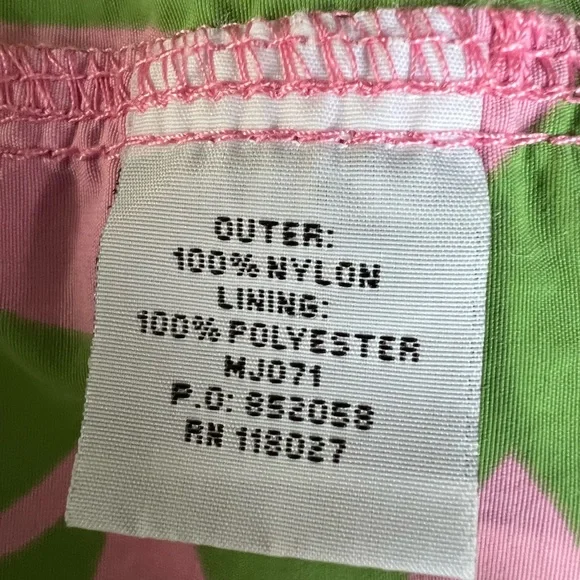 OUTER:
100% NYLON
LINING:
100% POLYESTER
MJ071
P.O: 852058
RN 118027